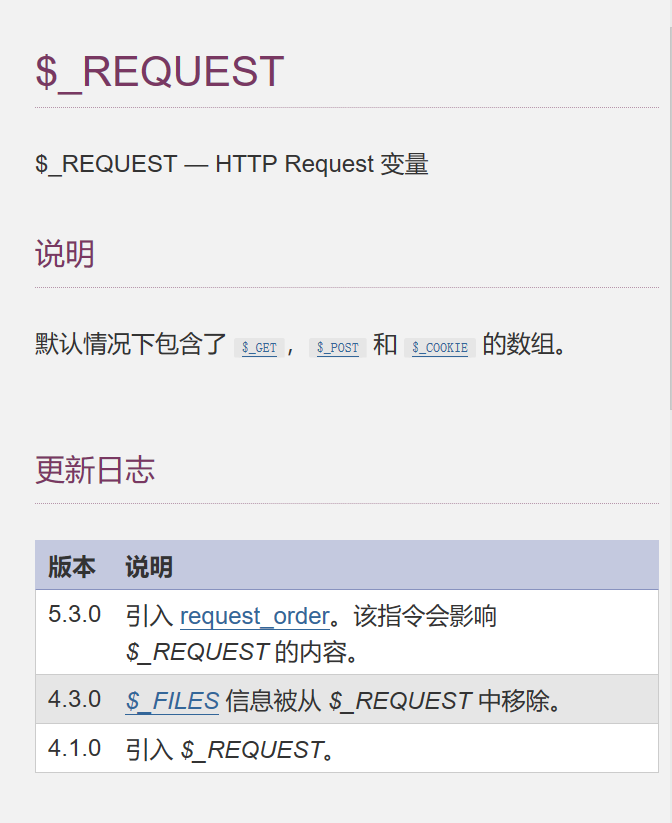 $_REQUEST
$_REQUEST — HTTP Request 变量
说明
默认情况下包含了 $_GET，$_POST 和 $_COOKIE 的数组。
更新日志
版本 说明
5.3.0 引入 request_order。该指令会影响
$_REQUEST 的内容。
4.3.0 $_FILES 信息被从 $_REQUEST 中移除。
4.1.0 引入 $_REQUEST。